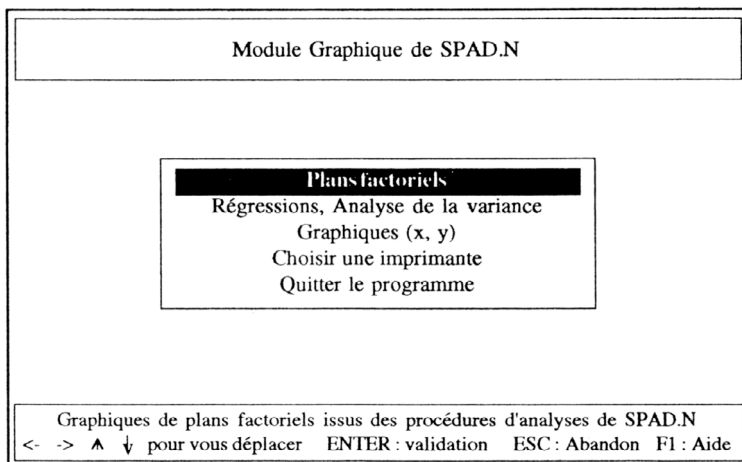 Module Graphique de SPAD.N
Plans factoriels
Régressions, Analyse de la variance
Graphiques (x, y)
Choisir une imprimante
Quitter le programme
Graphiques de plans factoriels issus des procédures d'analyses de SPAD.N
<- -> ↑ ↓ pour vous déplacer ENTER : validation ESC : Abandon F1 : Aide